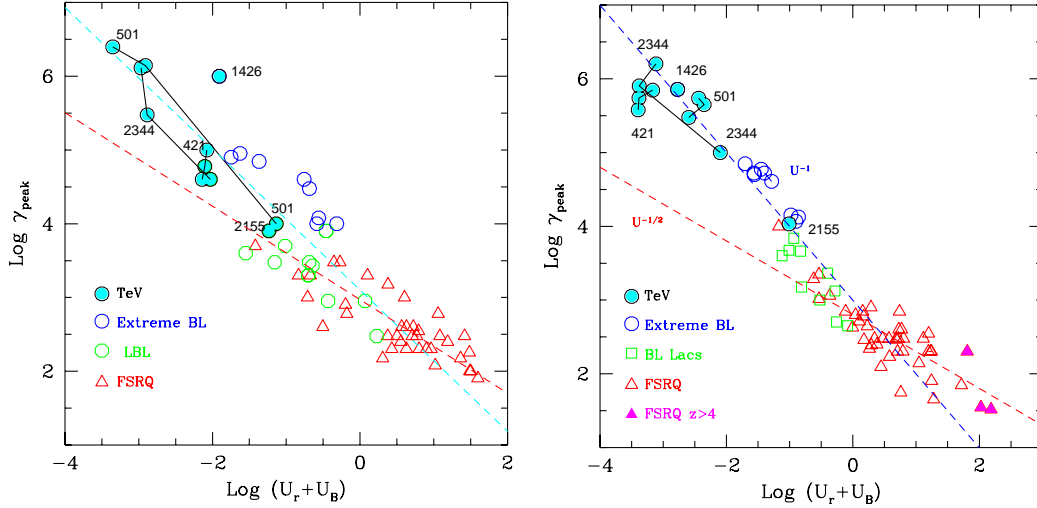 501
1426
2344
421
501
2155
TeV
Extreme BL
LBL
FSRQ
6
4
2
−4
−2
0
2
Log γpeak
Log (Ur+UB)
2344
1426
501
421
2344
U−1
U−1/2
2155
TeV
Extreme BL
BL Lacs
FSRQ
FSRQ z>4
6
4
2
−4
−2
0
2
Log γpeak
Log (Ur+UB)